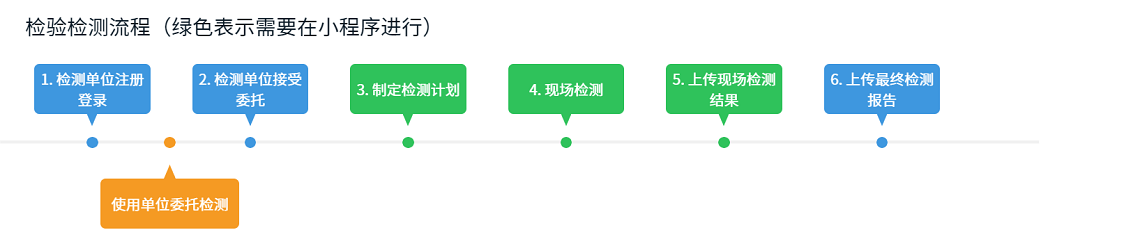 检验检测流程（绿色表示需要在小程序进行）
1. 检测单位注册
登录
2. 检测单位接受
委托
3. 制定检测计划
4. 现场检测
5. 上传现场检测
结果
6. 上传最终检测
报告
使用单位委托检测